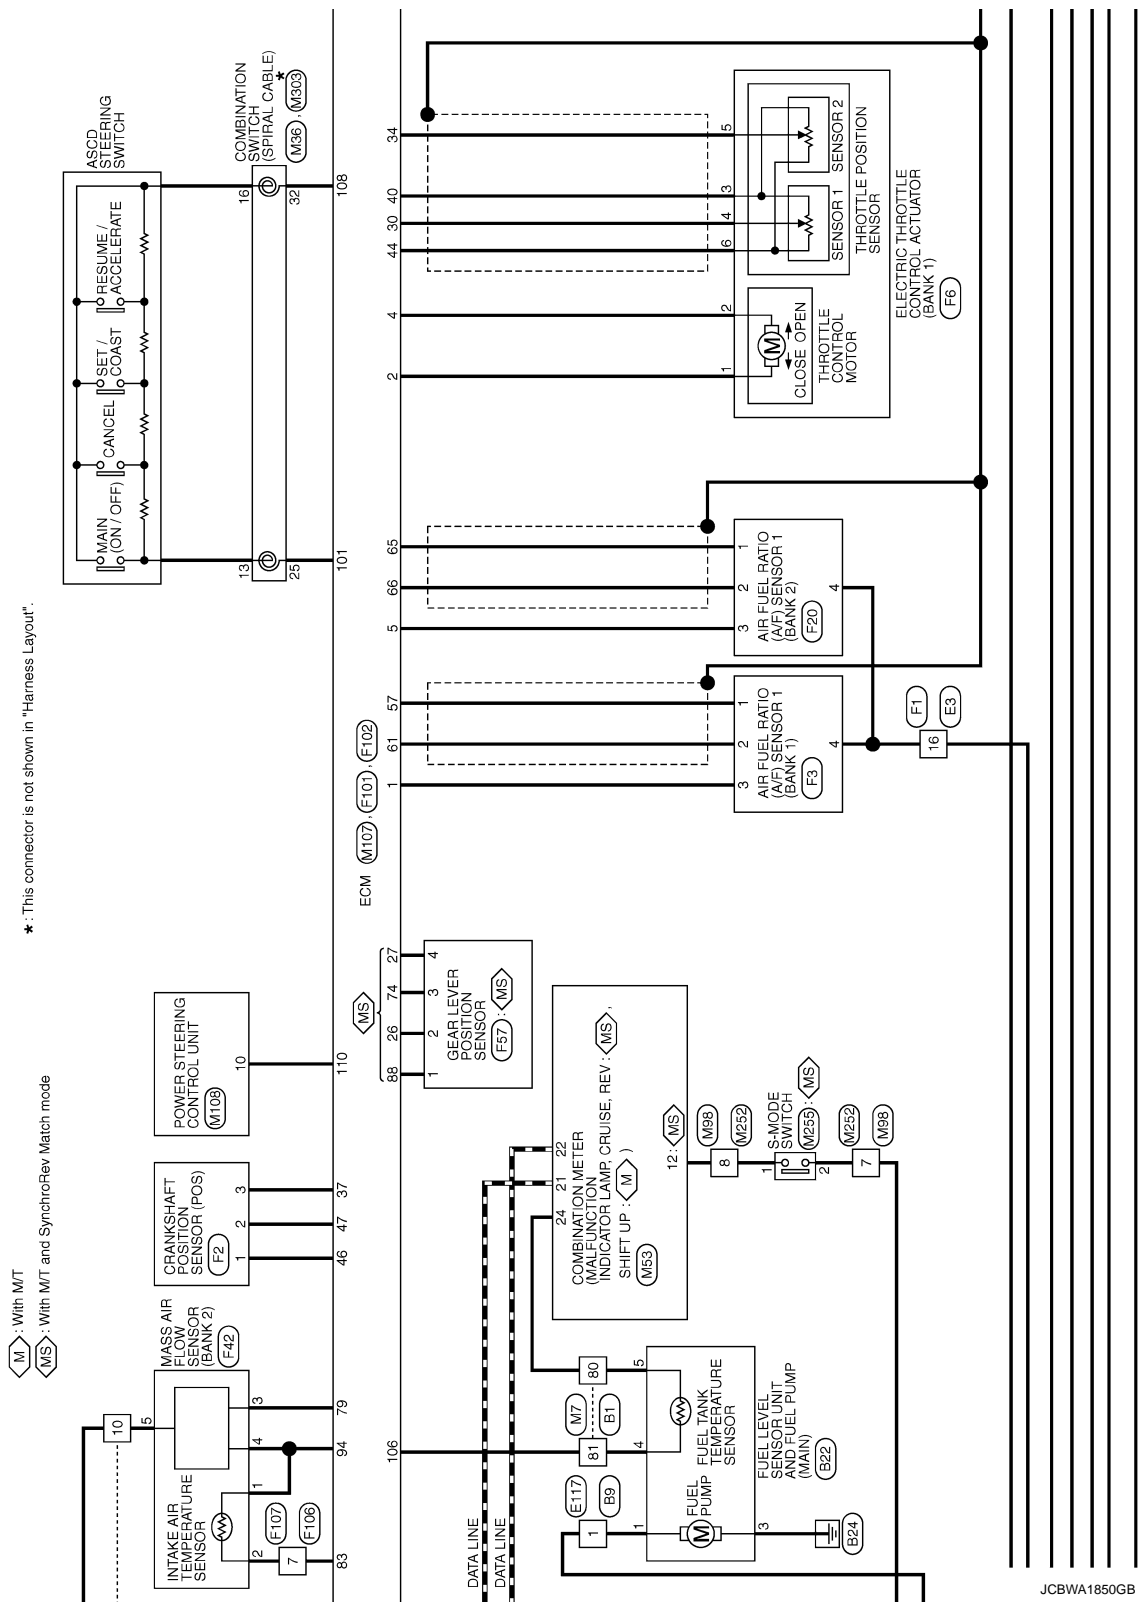 M : With M/T
MS : With M/T and SynchroRev Match mode
* : This connector is not shown in "Harness Layout".
10
5
INTAKE AIR
TEMPERATURE
SENSOR
MASS AIR
FLOW
SENSOR
(BANK 2)
F42
2
1
4
3
7
F107
F106
83
94
79
CRANKSHAFT
POSITION
SENSOR (POS)
F2
1
2
3
46
47
37
POWER STEERING
CONTROL UNIT
M108
10
110
ASCD
STEERING
SWITCH
MAIN
(ON / OFF)
CANCEL
SET /
COAST
RESUME /
ACCELERATE
13
16
COMBINATION
SWITCH
(SPIRAL CABLE)
*
M36 , M303
25
32
101
108
ECM M107 , F101 , F102
106
MS
88
26
74
27
1
2
3
4
GEAR LEVER
POSITION
SENSOR
F57 : MS
1
61
57
5
66
65
2
4
44
30
40
34
DATA LINE
DATA LINE
24
21
22
COMBINATION METER
(MALFUNCTION
INDICATOR LAMP, CRUISE, REV : MS ,
SHIFT UP : M )
M53
12 : MS
8
M98
M252
S-MODE
SWITCH
M255 : MS
1
2
7
M252
M98
81
80
M7
B1
1
E117
B9
1
4
5
FUEL
PUMP
M
FUEL TANK
TEMPERATURE
SENSOR
3
FUEL LEVEL
SENSOR UNIT
AND FUEL PUMP
(MAIN)
B22
B24
3
2
1
AIR FUEL RATIO
(A/F) SENSOR 1
(BANK 1)
F3
4
16
F1
E3
3
2
1
AIR FUEL RATIO
(A/F) SENSOR 1
(BANK 2)
F20
4
1
2
6
4
3
5
M
CLOSE OPEN
THROTTLE
CONTROL
MOTOR
SENSOR 1
SENSOR 2
THROTTLE POSITION
SENSOR
ELECTRIC THROTTLE
CONTROL ACTUATOR
(BANK 1)
F6
JCBWA1850GB